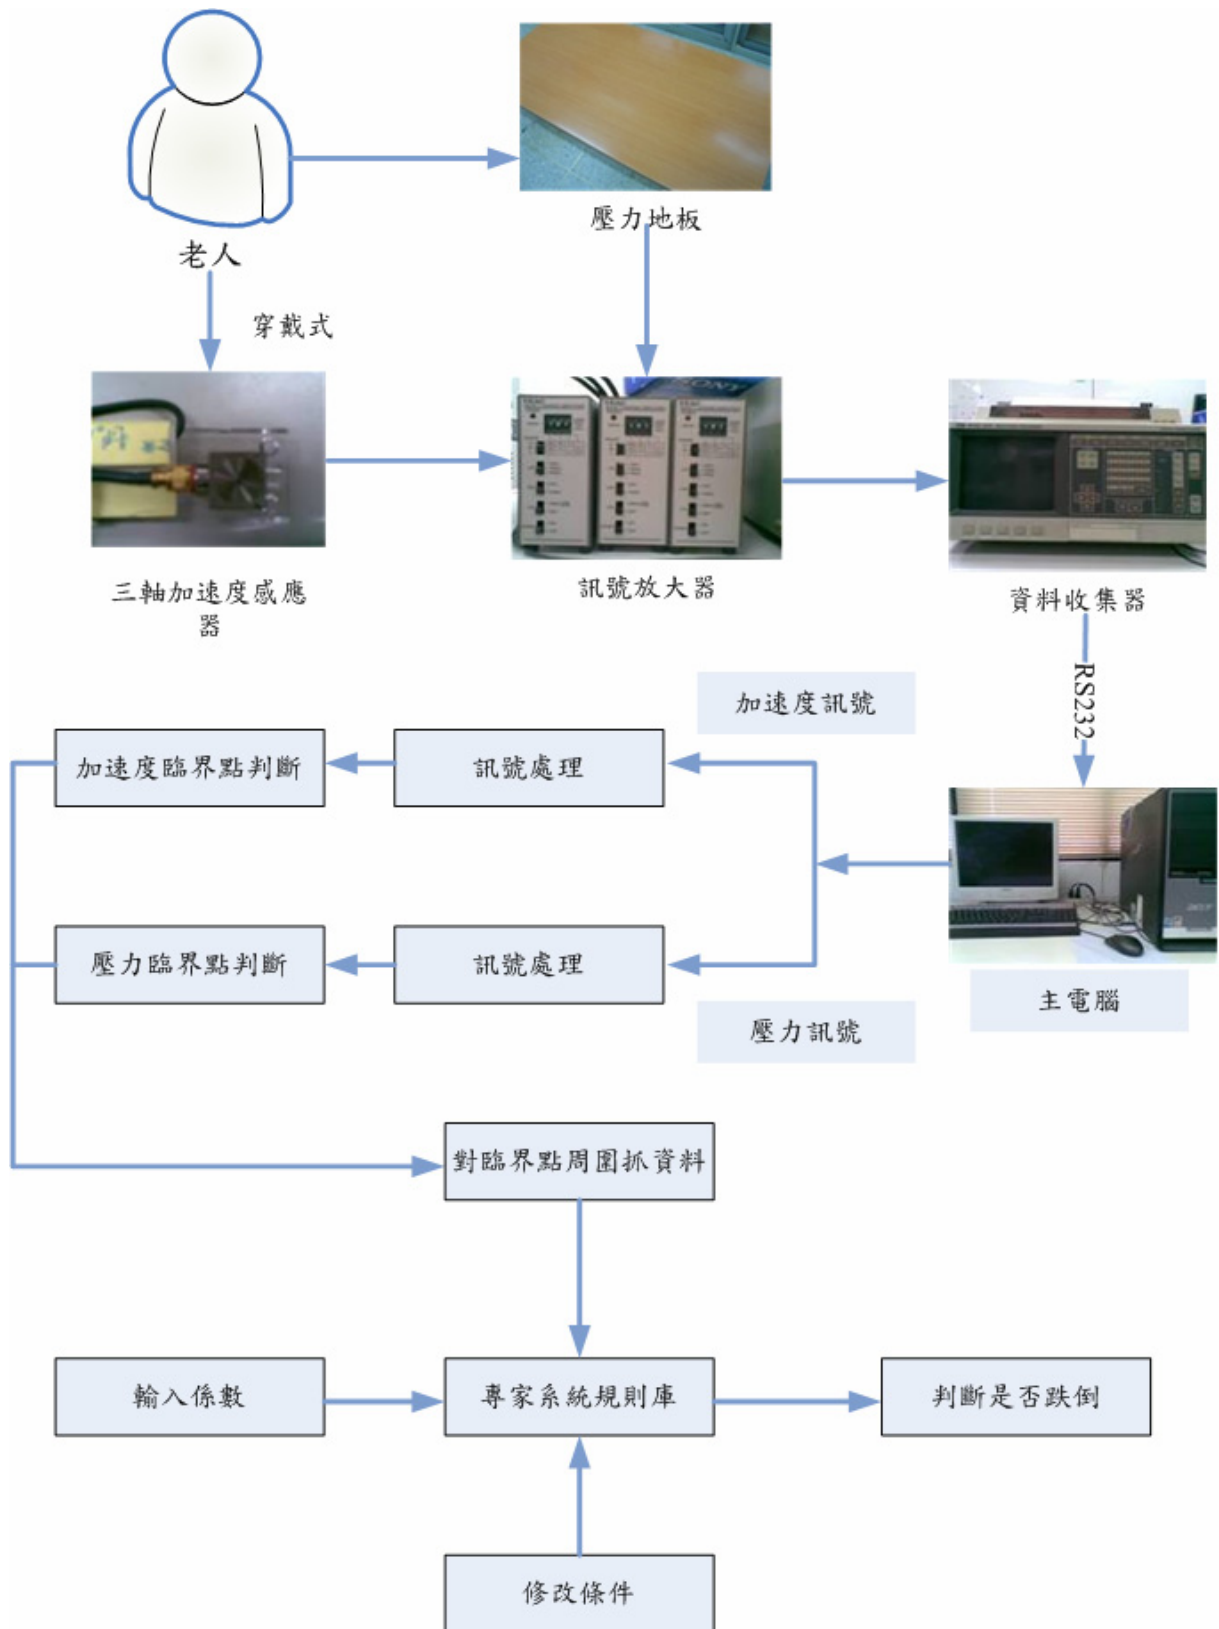 老人
壓力地板
穿戴式
三軸加速度感應
器
訊號放大器
資料收集器
RS232
加速度訊號
加速度臨界點判斷
訊號處理
壓力臨界點判斷
訊號處理
主電腦
壓力訊號
對臨界點周圍抓資料
輸入係數
專家系統規則庫
判斷是否跌倒
修改條件